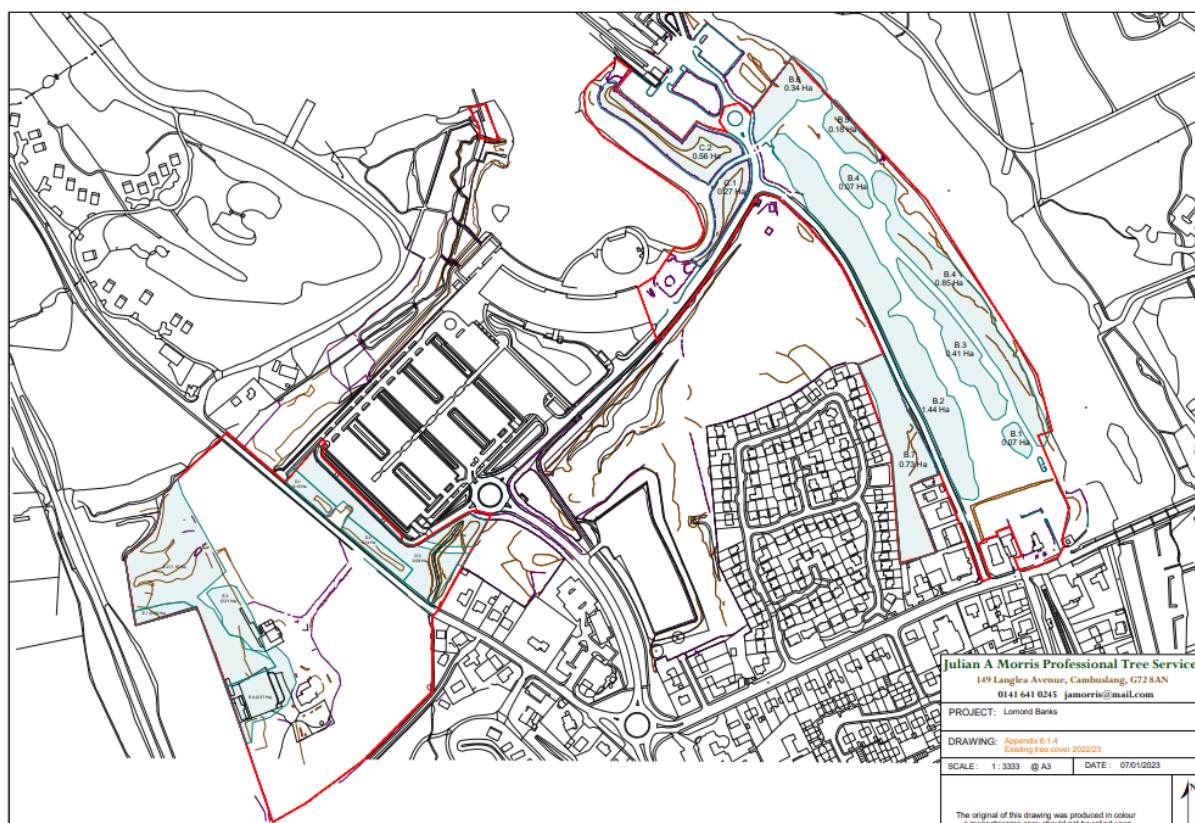 B.6
0.34 Ha
B.5
0.18 Ha
C.2
0.56 Ha
B.4
0.07 Ha
C.1
0.27 Ha
B.4
0.85 Ha
B.3
0.41 Ha
B.2
1.44 Ha
B.1
0.07 Ha
B.7
0.73 Ha
Julian A Morris Professional Tree Service
149 Langlea Avenue, Cambuslang, G72 8AN
0141 641 0245 jamorris@mail.com
PROJECT: Lomond Banks
DRAWING: Appendix 6.1.4
Existing tree cover 2022/23
SCALE : 1 : 3333 @ A3 DATE : 07/01/2023
N
The original of this drawing was produced in colour